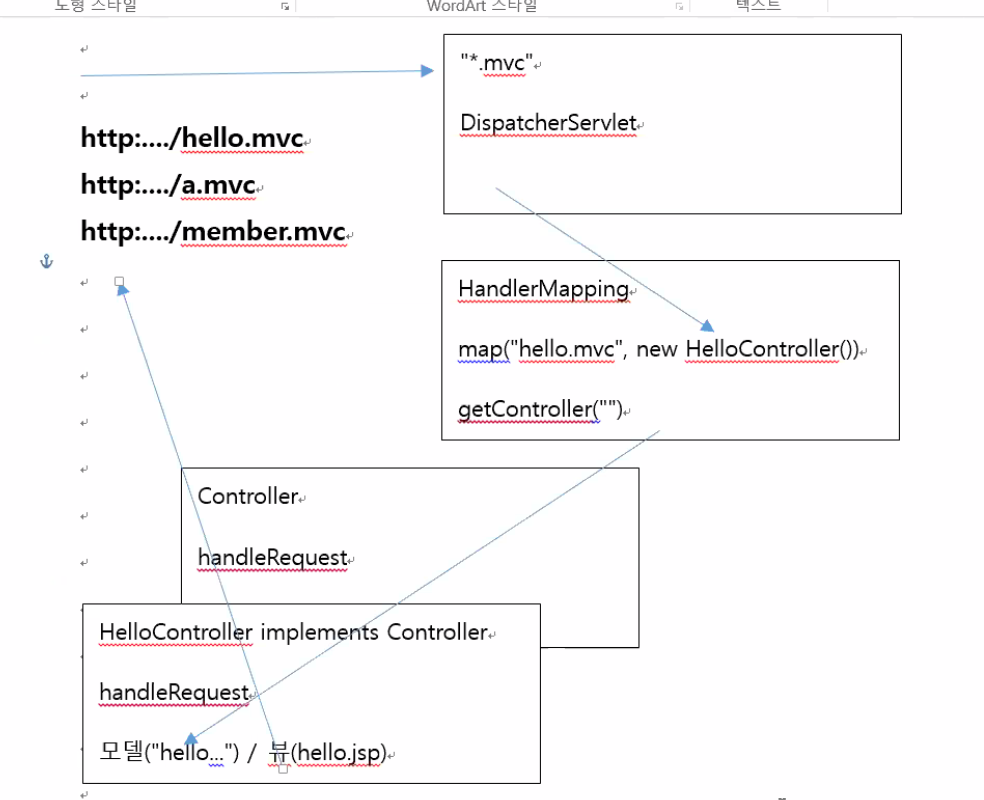 도형 스타일
WordArt 스타일
텍스트
"*.mvc"
DispatcherServlet
http:..../hello.mvc
http:..../a.mvc
http:..../member.mvc
HandlerMapping
map("hello.mvc", new HelloController())
getController("")
Controller
handleRequest
HelloController implements Controller
handleRequest
모델("hello...") / 뷰(hello.jsp)